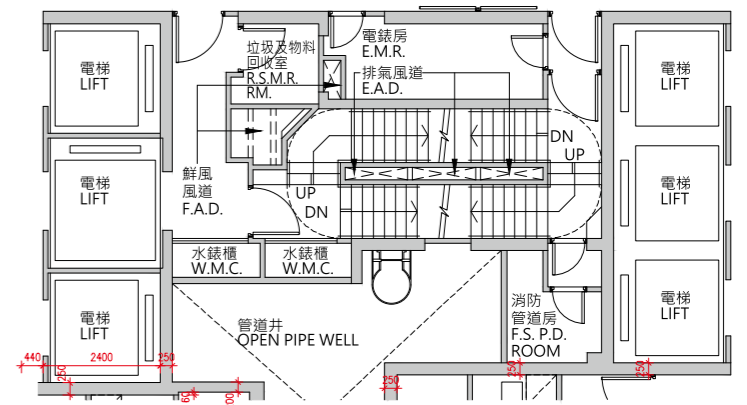 電梯
LIFT
垃圾及物料
回收室
R.S.M.R.
RM.
電錶房
E.M.R.
排氣風道
E.A.D.
電梯
LIFT
DN
UP
電梯
LIFT
鮮風
風道
F.A.D.
UP
DN
電梯
LIFT
水錶櫃
W.M.C.
水錶櫃
W.M.C.
電梯
LIFT
管道井
OPEN PIPE WELL
消防
管道房
F.S. P.D.
ROOM
電梯
LIFT
440
2400
250
250
250
250
250